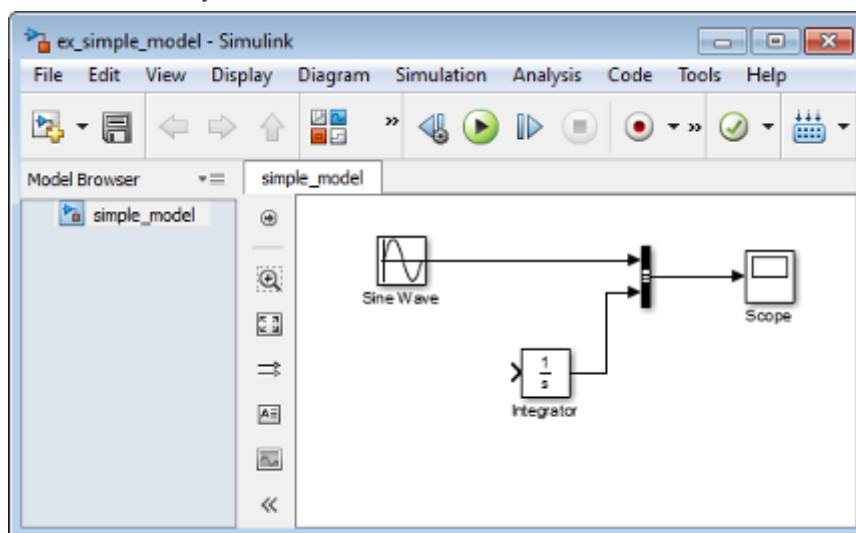 ex_simple_model - Simulink
File Edit View Display Diagram Simulation Analysis Code Tools Help
Model Browser simple_model
simple_model
Sine Wave
Scope
1
s
Integrator